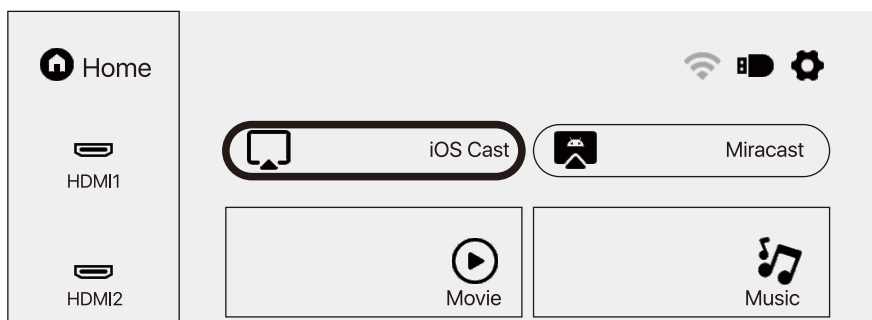 Home
HDMI1
HDMI2
iOS Cast
Miracast
Movie
Music